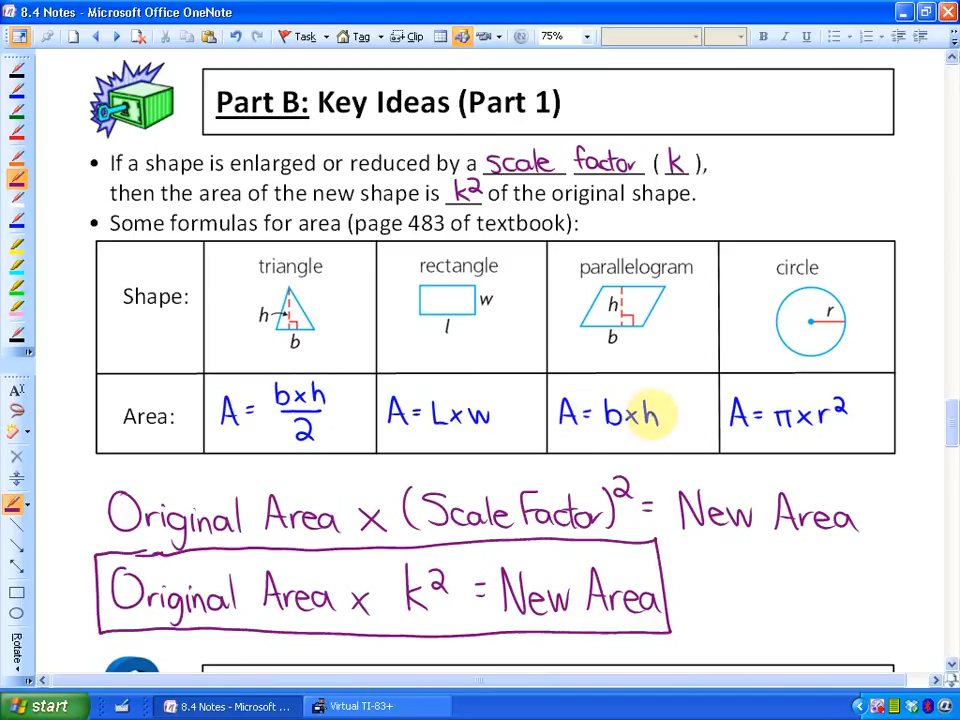 8.4 Notes - Microsoft Office OneNote
Task Tag Clip 75% B I U
Part B: Key Ideas (Part 1)
• If a shape is enlarged or reduced by a scale factor ( k ),
then the area of the new shape is k² of the original shape.
• Some formulas for area (page 483 of textbook):
Shape: triangle rectangle parallelogram circle
h b w l h b r
Area: A = bxh/2 A = L x w A = b x h A = π x r²
Original Area x (Scale Factor)² = New Area
Original Area x k² = New Area
Rotate
start 8.4 Notes - Microsoft ... Virtual TI-83+